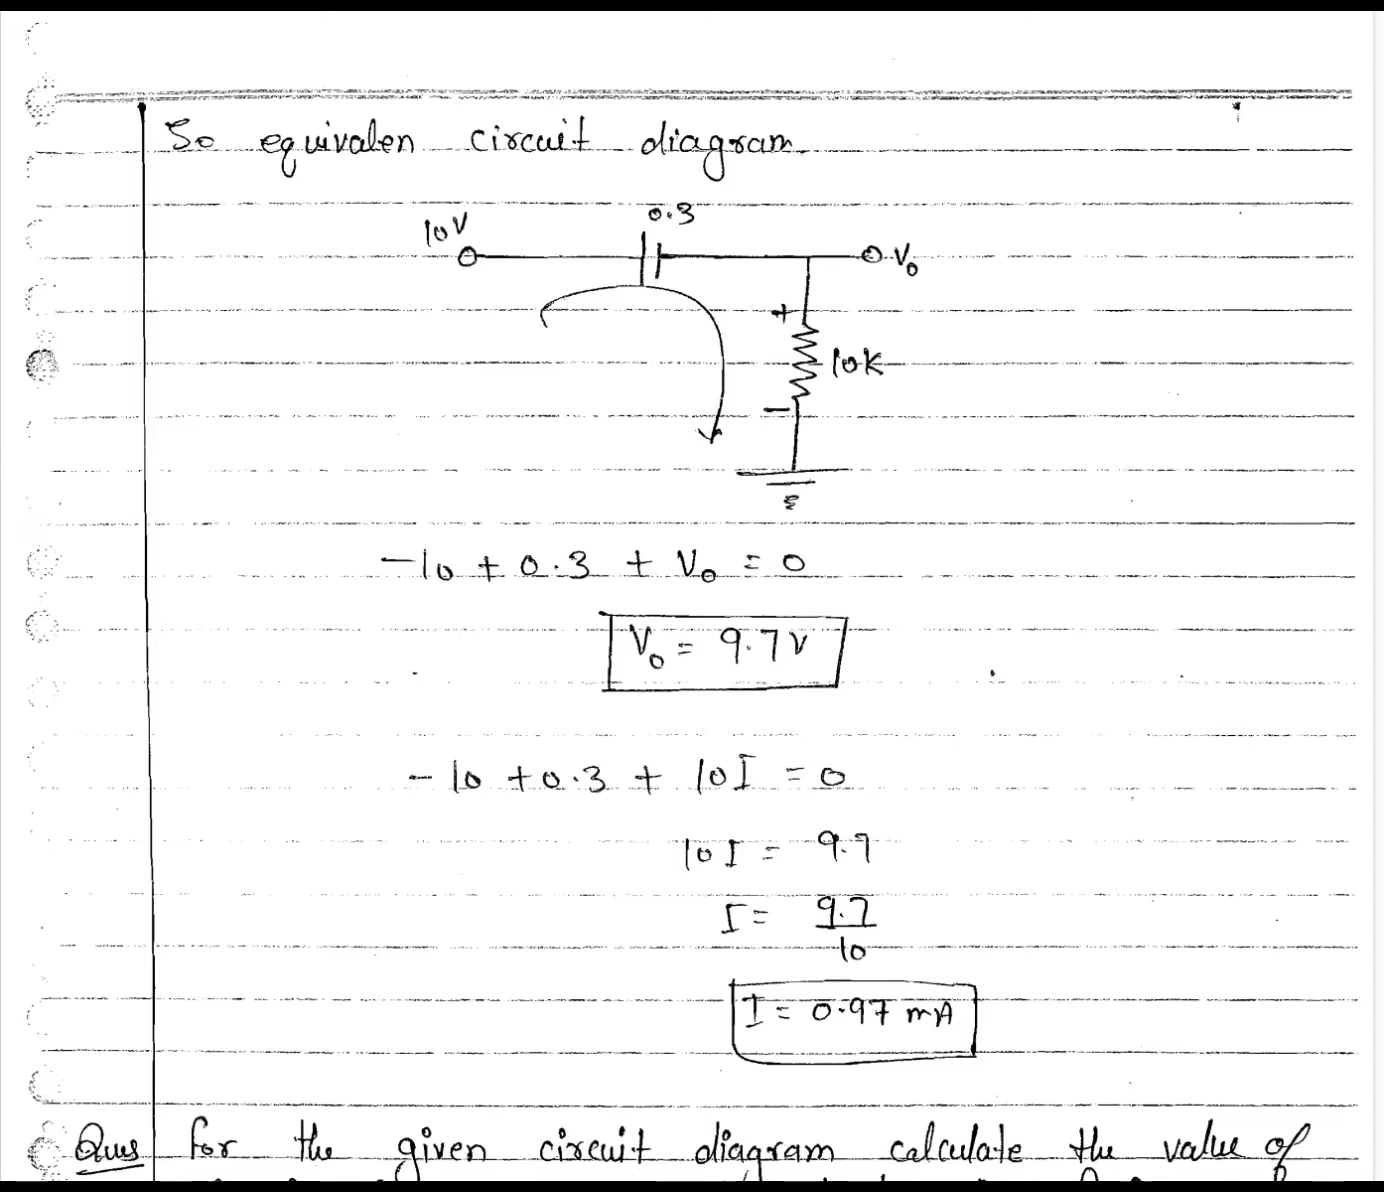 So equivalen circuit diagram.
0.3
10V
V₀
+
10K
-
-10 + 0.3 + V₀ = 0
V₀ = 9.7 V
-10 + 0.3 + 10I = 0
10I = 9.7
I = 9.7
10
I = 0.97 mA
Ques for the given circuit diagram calculate the value of